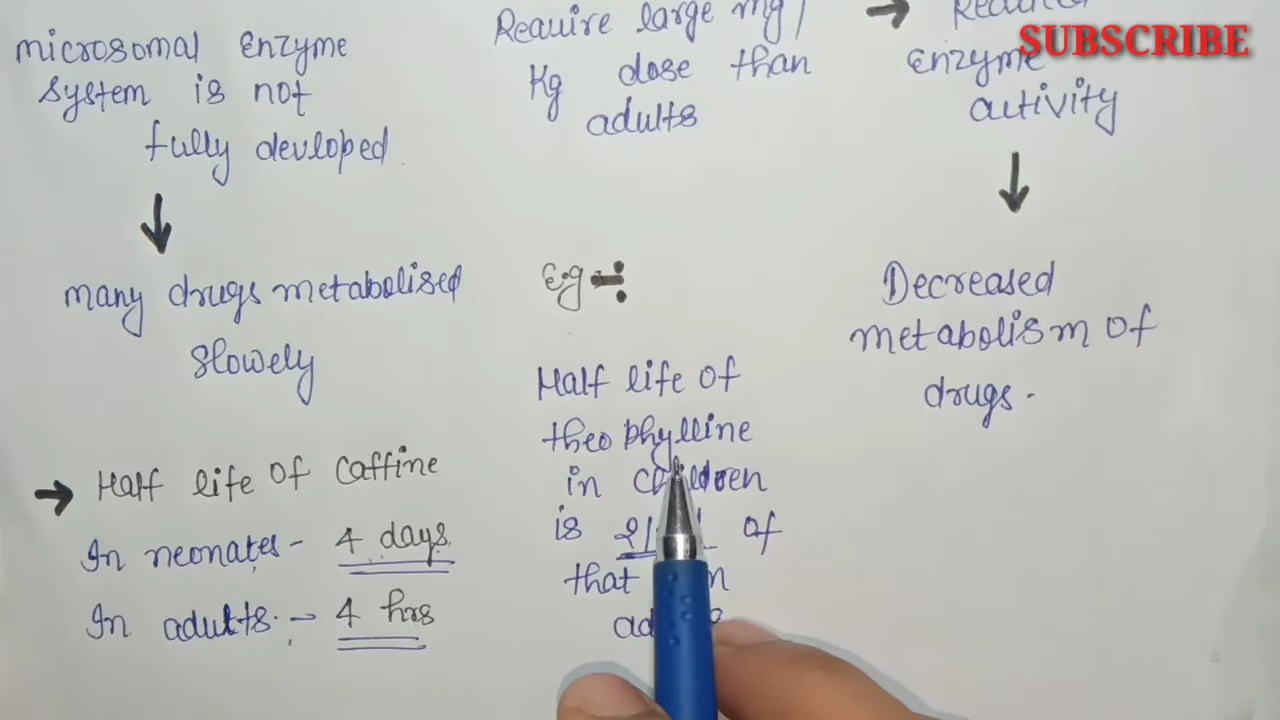 microsomal Enzyme
system is not
fully devloped
many drugs metabolised
slowely
Half life of Caffine
In neonates - 4 days
In adults - 4 hrs
Require large mg/
Kg dose than
adults
E.g
Half life of
theophylline
in children
is of
that
SUBSCRIBE
Enzyme
activity
Decreased
metabolism of
drugs.